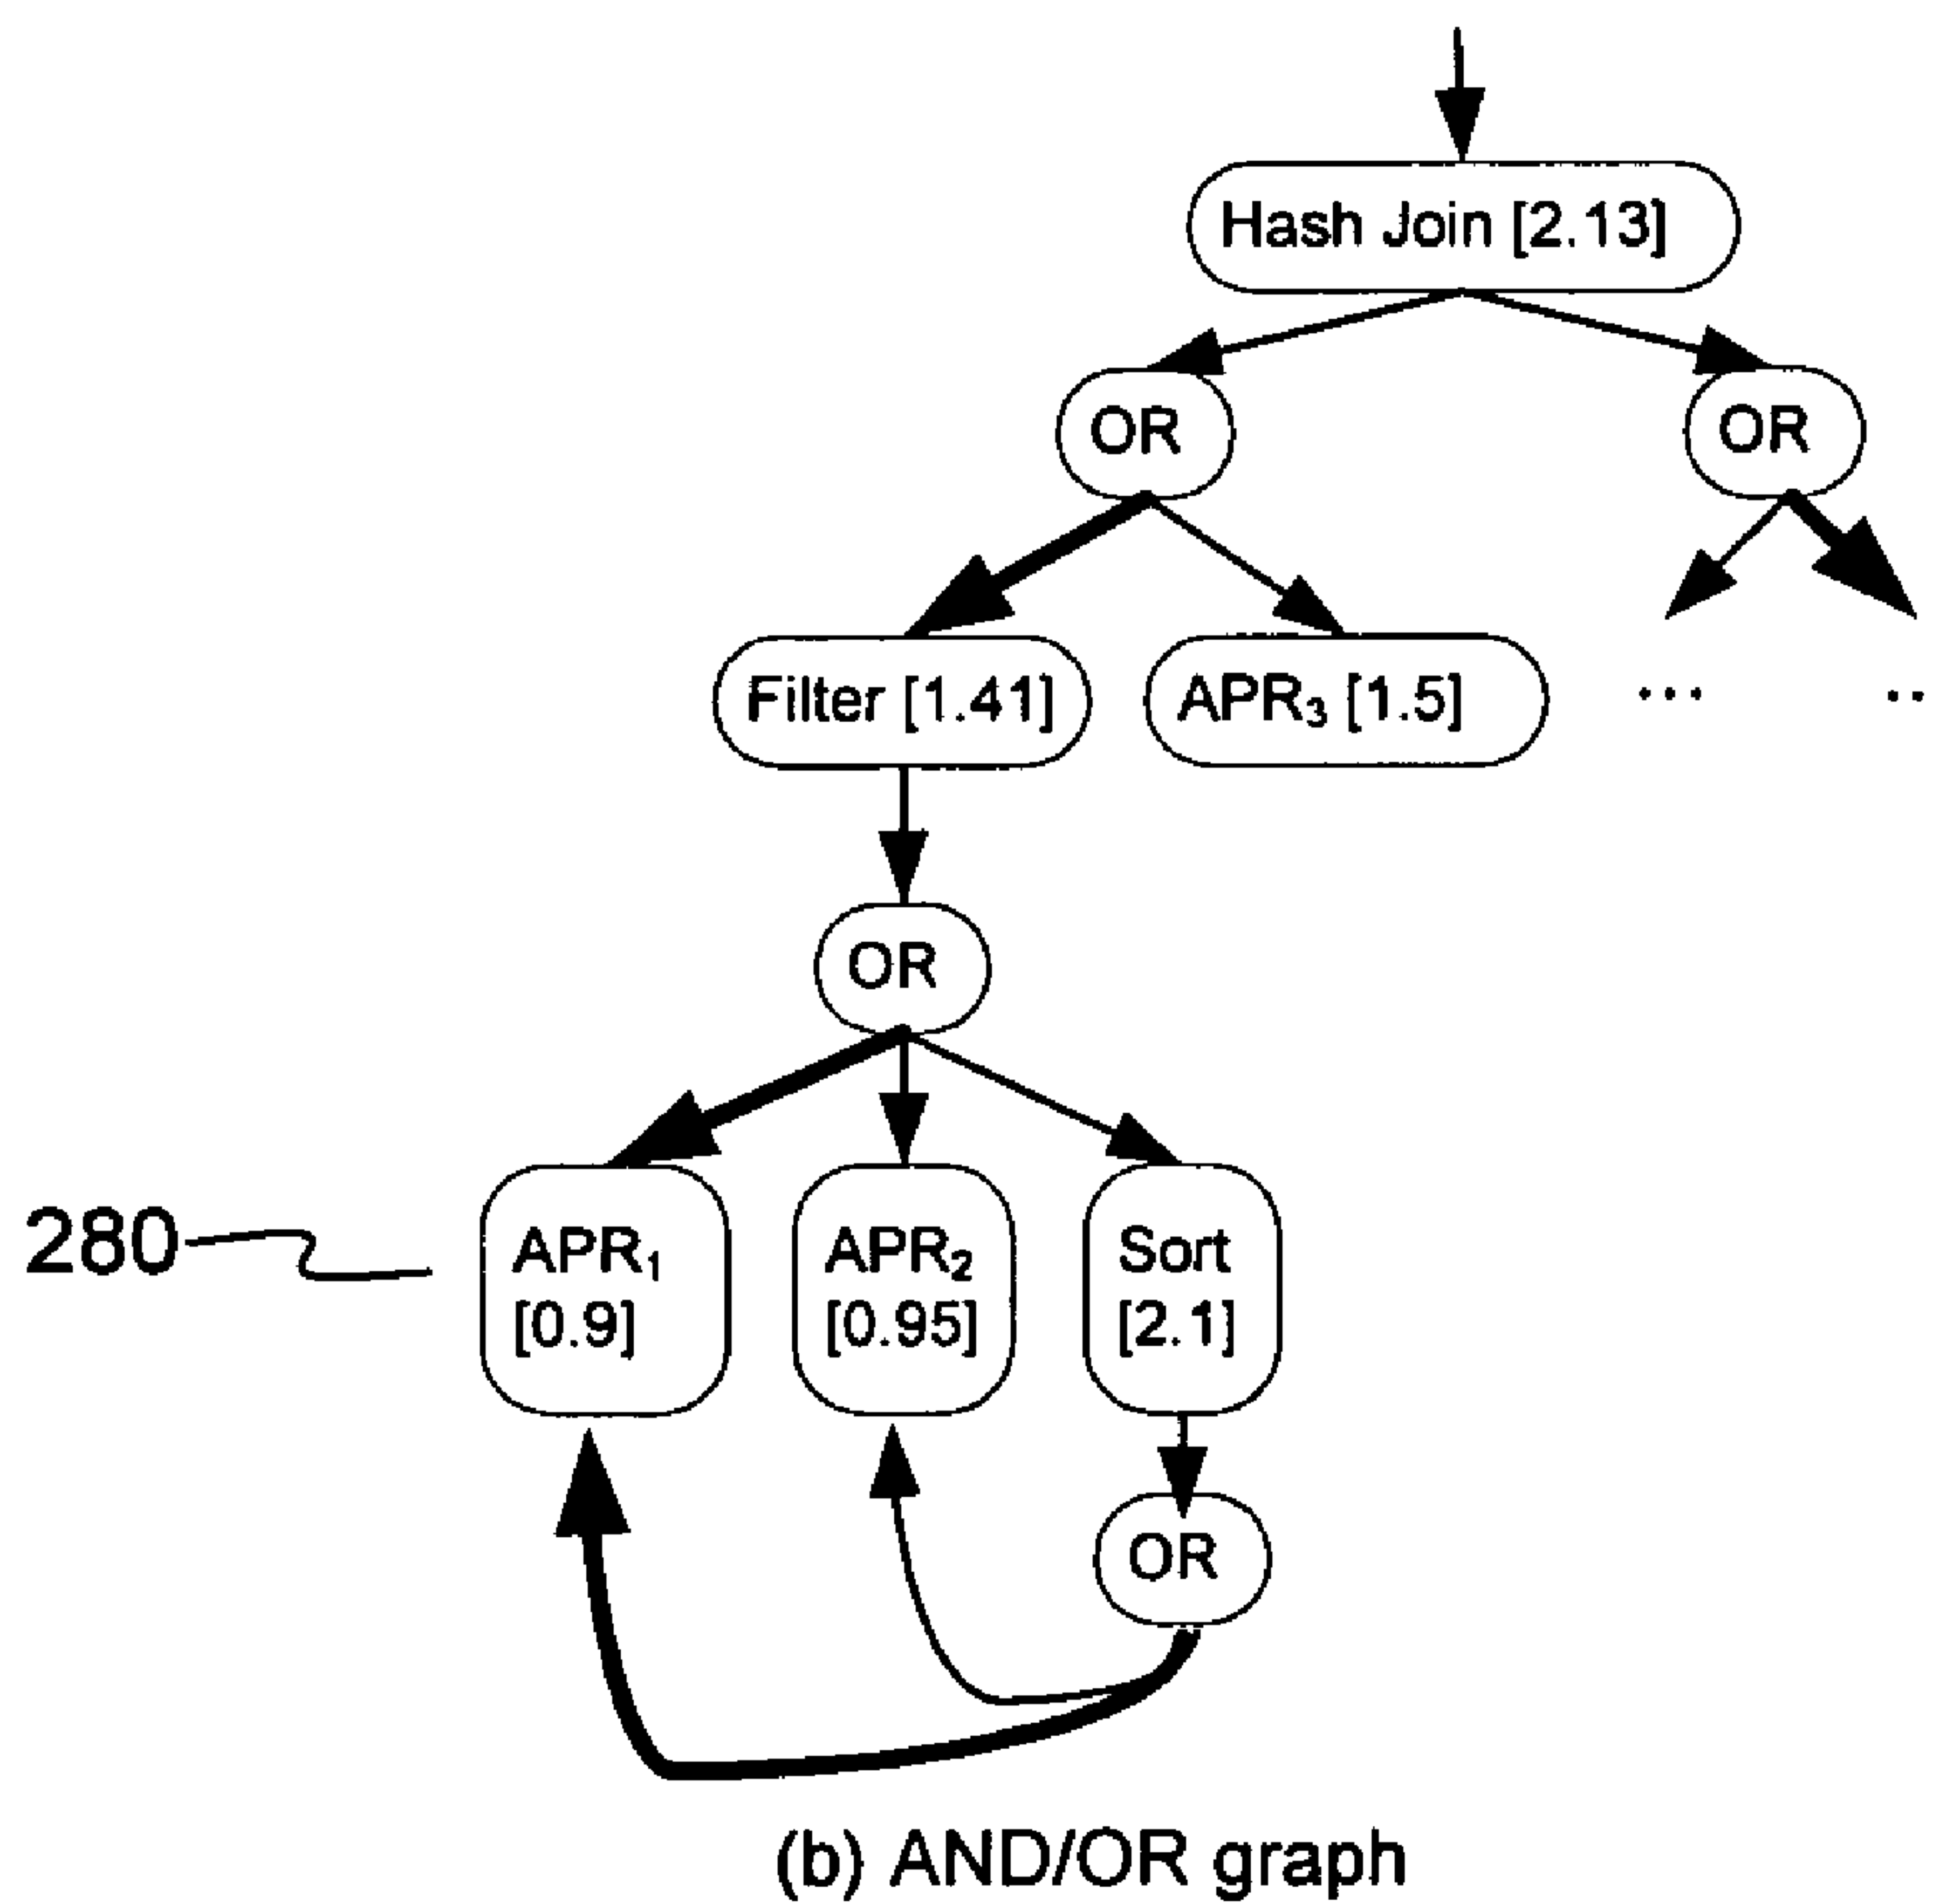 Hash Join [2.13]
OR
OR
Filter [1.41]
APR₃ [1.5]
...
..
OR
280
APR₁
[0.9]
APR₂
[0.95]
Sort
[2.1]
OR
(b) AND/OR graph